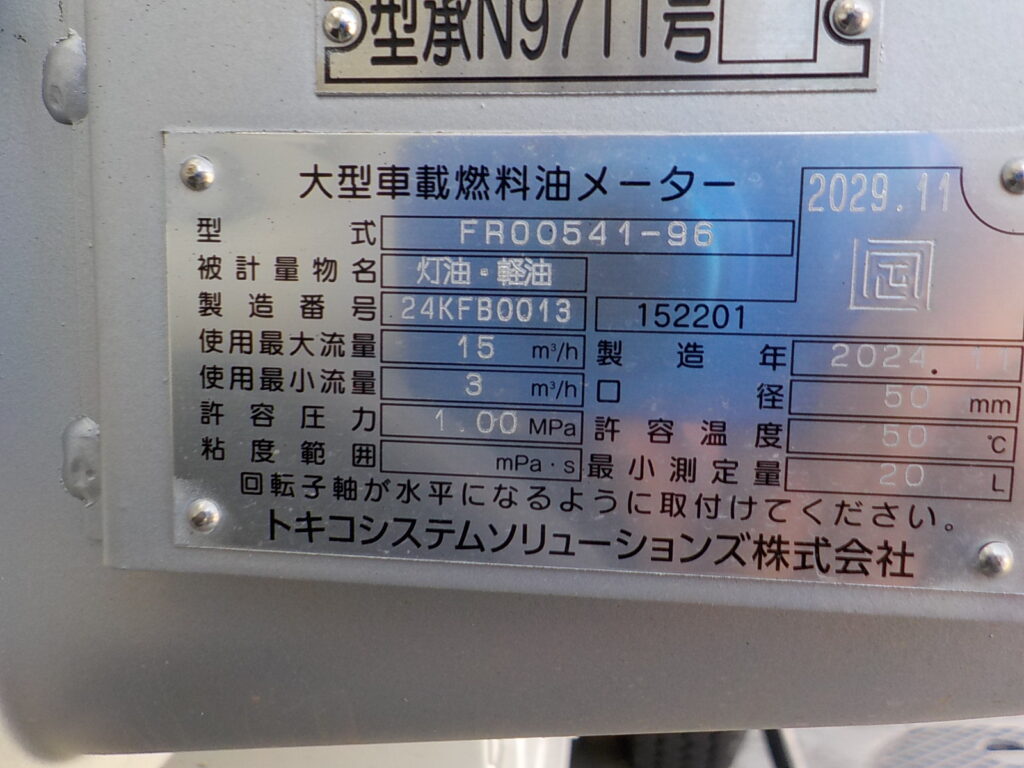 型承N9711号
大型車載燃料油メーター
2029.11
型式 FR00541-96
正
被計量物名 灯油・軽油
製造番号 24KFB0013 152201
使用最大流量 15 m³/h 製造年 2024.11
使用最小流量 3 m³/h 口径 50 mm
許容圧力 1.00 MPa 許容温度 50 ℃
粘度範囲 mPa・s 最小測定量 20 L
回転子軸が水平になるように取付けてください。
トキコシステムソリューションズ株式会社